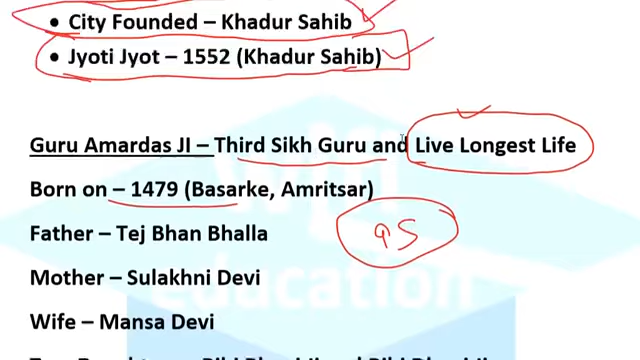 • City Founded – Khadur Sahib
• Jyoti Jyot – 1552 (Khadur Sahib)
Guru Amardas JI – Third Sikh Guru and Live Longest Life
Born on – 1479 (Basarke, Amritsar)
95
Father – Tej Bhan Bhalla
Mother – Sulakhni Devi
education
Wife – Mansa Devi